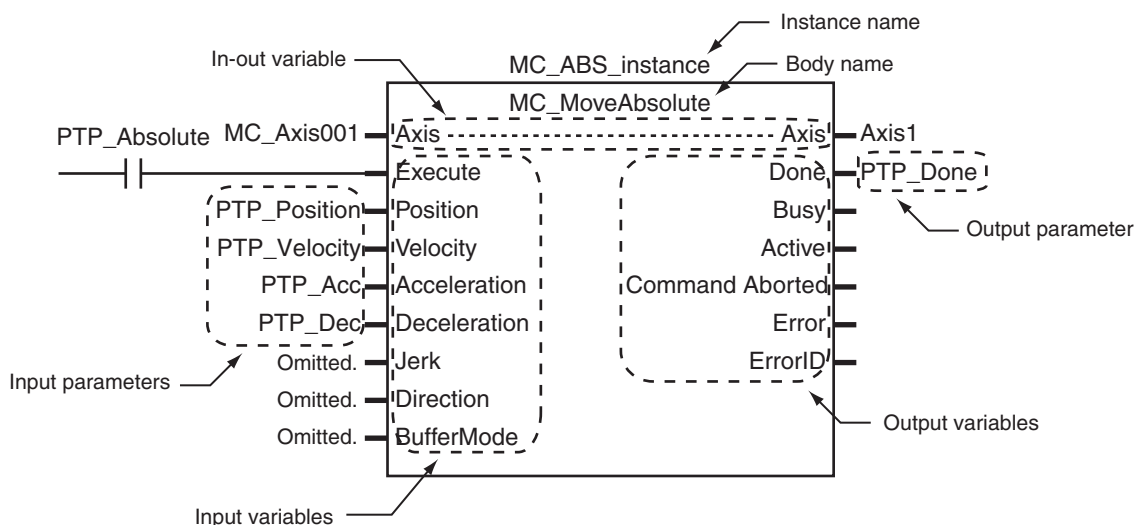 Instance name
In-out variable
MC_ABS_instance
Body name
MC_MoveAbsolute
PTP_Absolute
MC_Axis001
Axis
Axis
Axis1
Execute
Done
PTP_Done
PTP_Position
Position
Busy
Output parameter
PTP_Velocity
Velocity
Active
PTP_Acc
Acceleration
Command Aborted
PTP_Dec
Deceleration
Error
Omitted.
Jerk
ErrorID
Input parameters
Omitted.
Direction
Output variables
Omitted.
BufferMode
Input variables